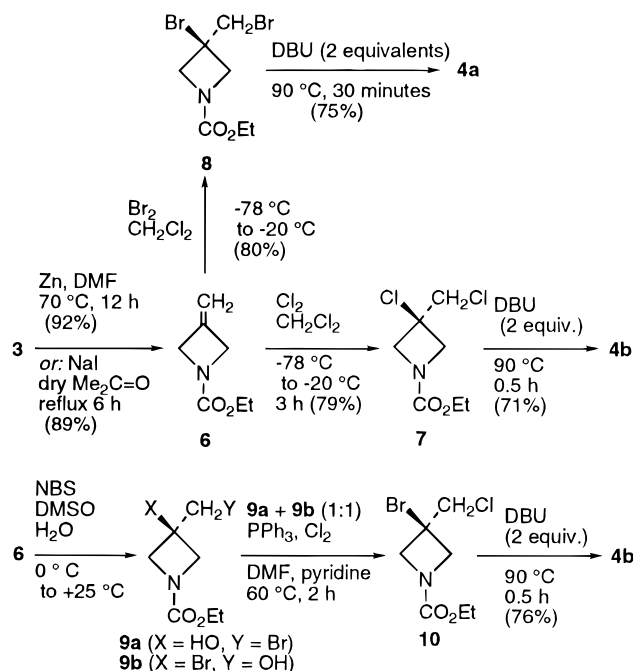 Br CH2Br
DBU (2 equivalents)
4a
90 °C, 30 minutes
(75%)
N
CO2Et
8
Br2
CH2Cl2
-78 °C
to -20 °C
(80%)
Zn, DMF
70 °C, 12 h
(92%)
3
or: NaI
dry Me2C=O
reflux 6 h
(89%)
CH2
N
CO2Et
6
Cl2
CH2Cl2
-78 °C
to -20 °C
3 h (79%)
Cl CH2Cl
N
CO2Et
7
DBU
(2 equiv.)
4b
90 °C
0.5 h
(71%)
NBS
DMSO
H2O
6
0 ° C
to +25 °C
X CH2Y
N
CO2Et
9a (X = HO, Y = Br)
9b (X = Br, Y = OH)
9a + 9b (1:1)
PPh3, Cl2
DMF, pyridine
60 °C, 2 h
Br CH2Cl
N
CO2Et
10
DBU
(2 equiv.)
4b
90 °C
0.5 h
(76%)